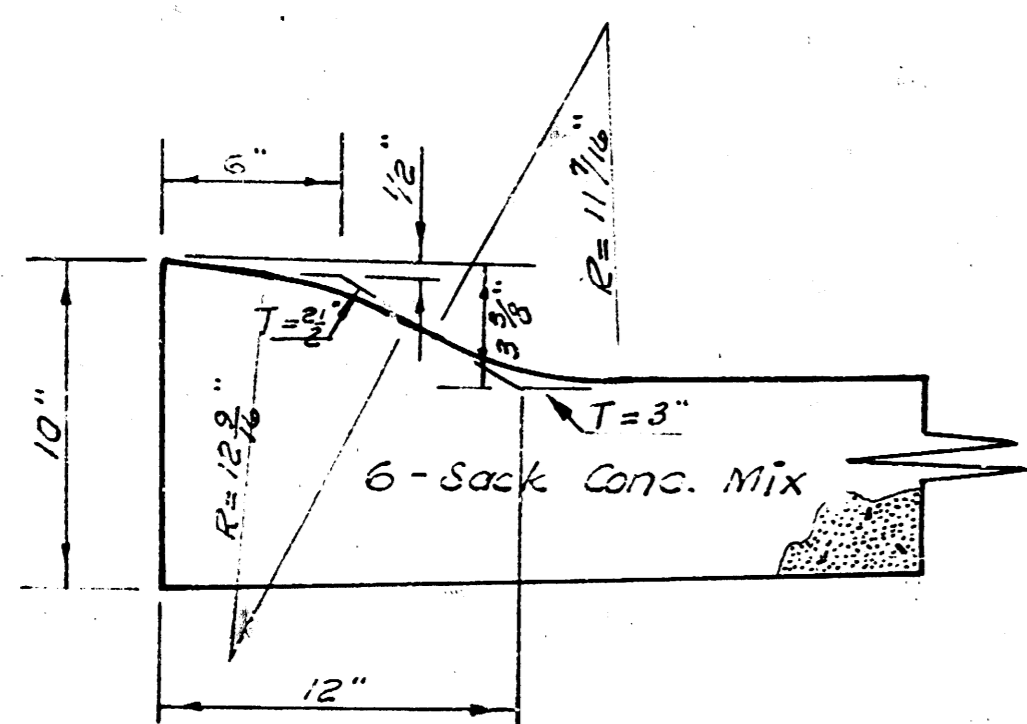 6"
1/2"
R = 11 7/16"
T = 2 1/2"
3 3/8"
10"
R = 12 9/16
T = 3"
6 - Sack Conc. Mix
12"